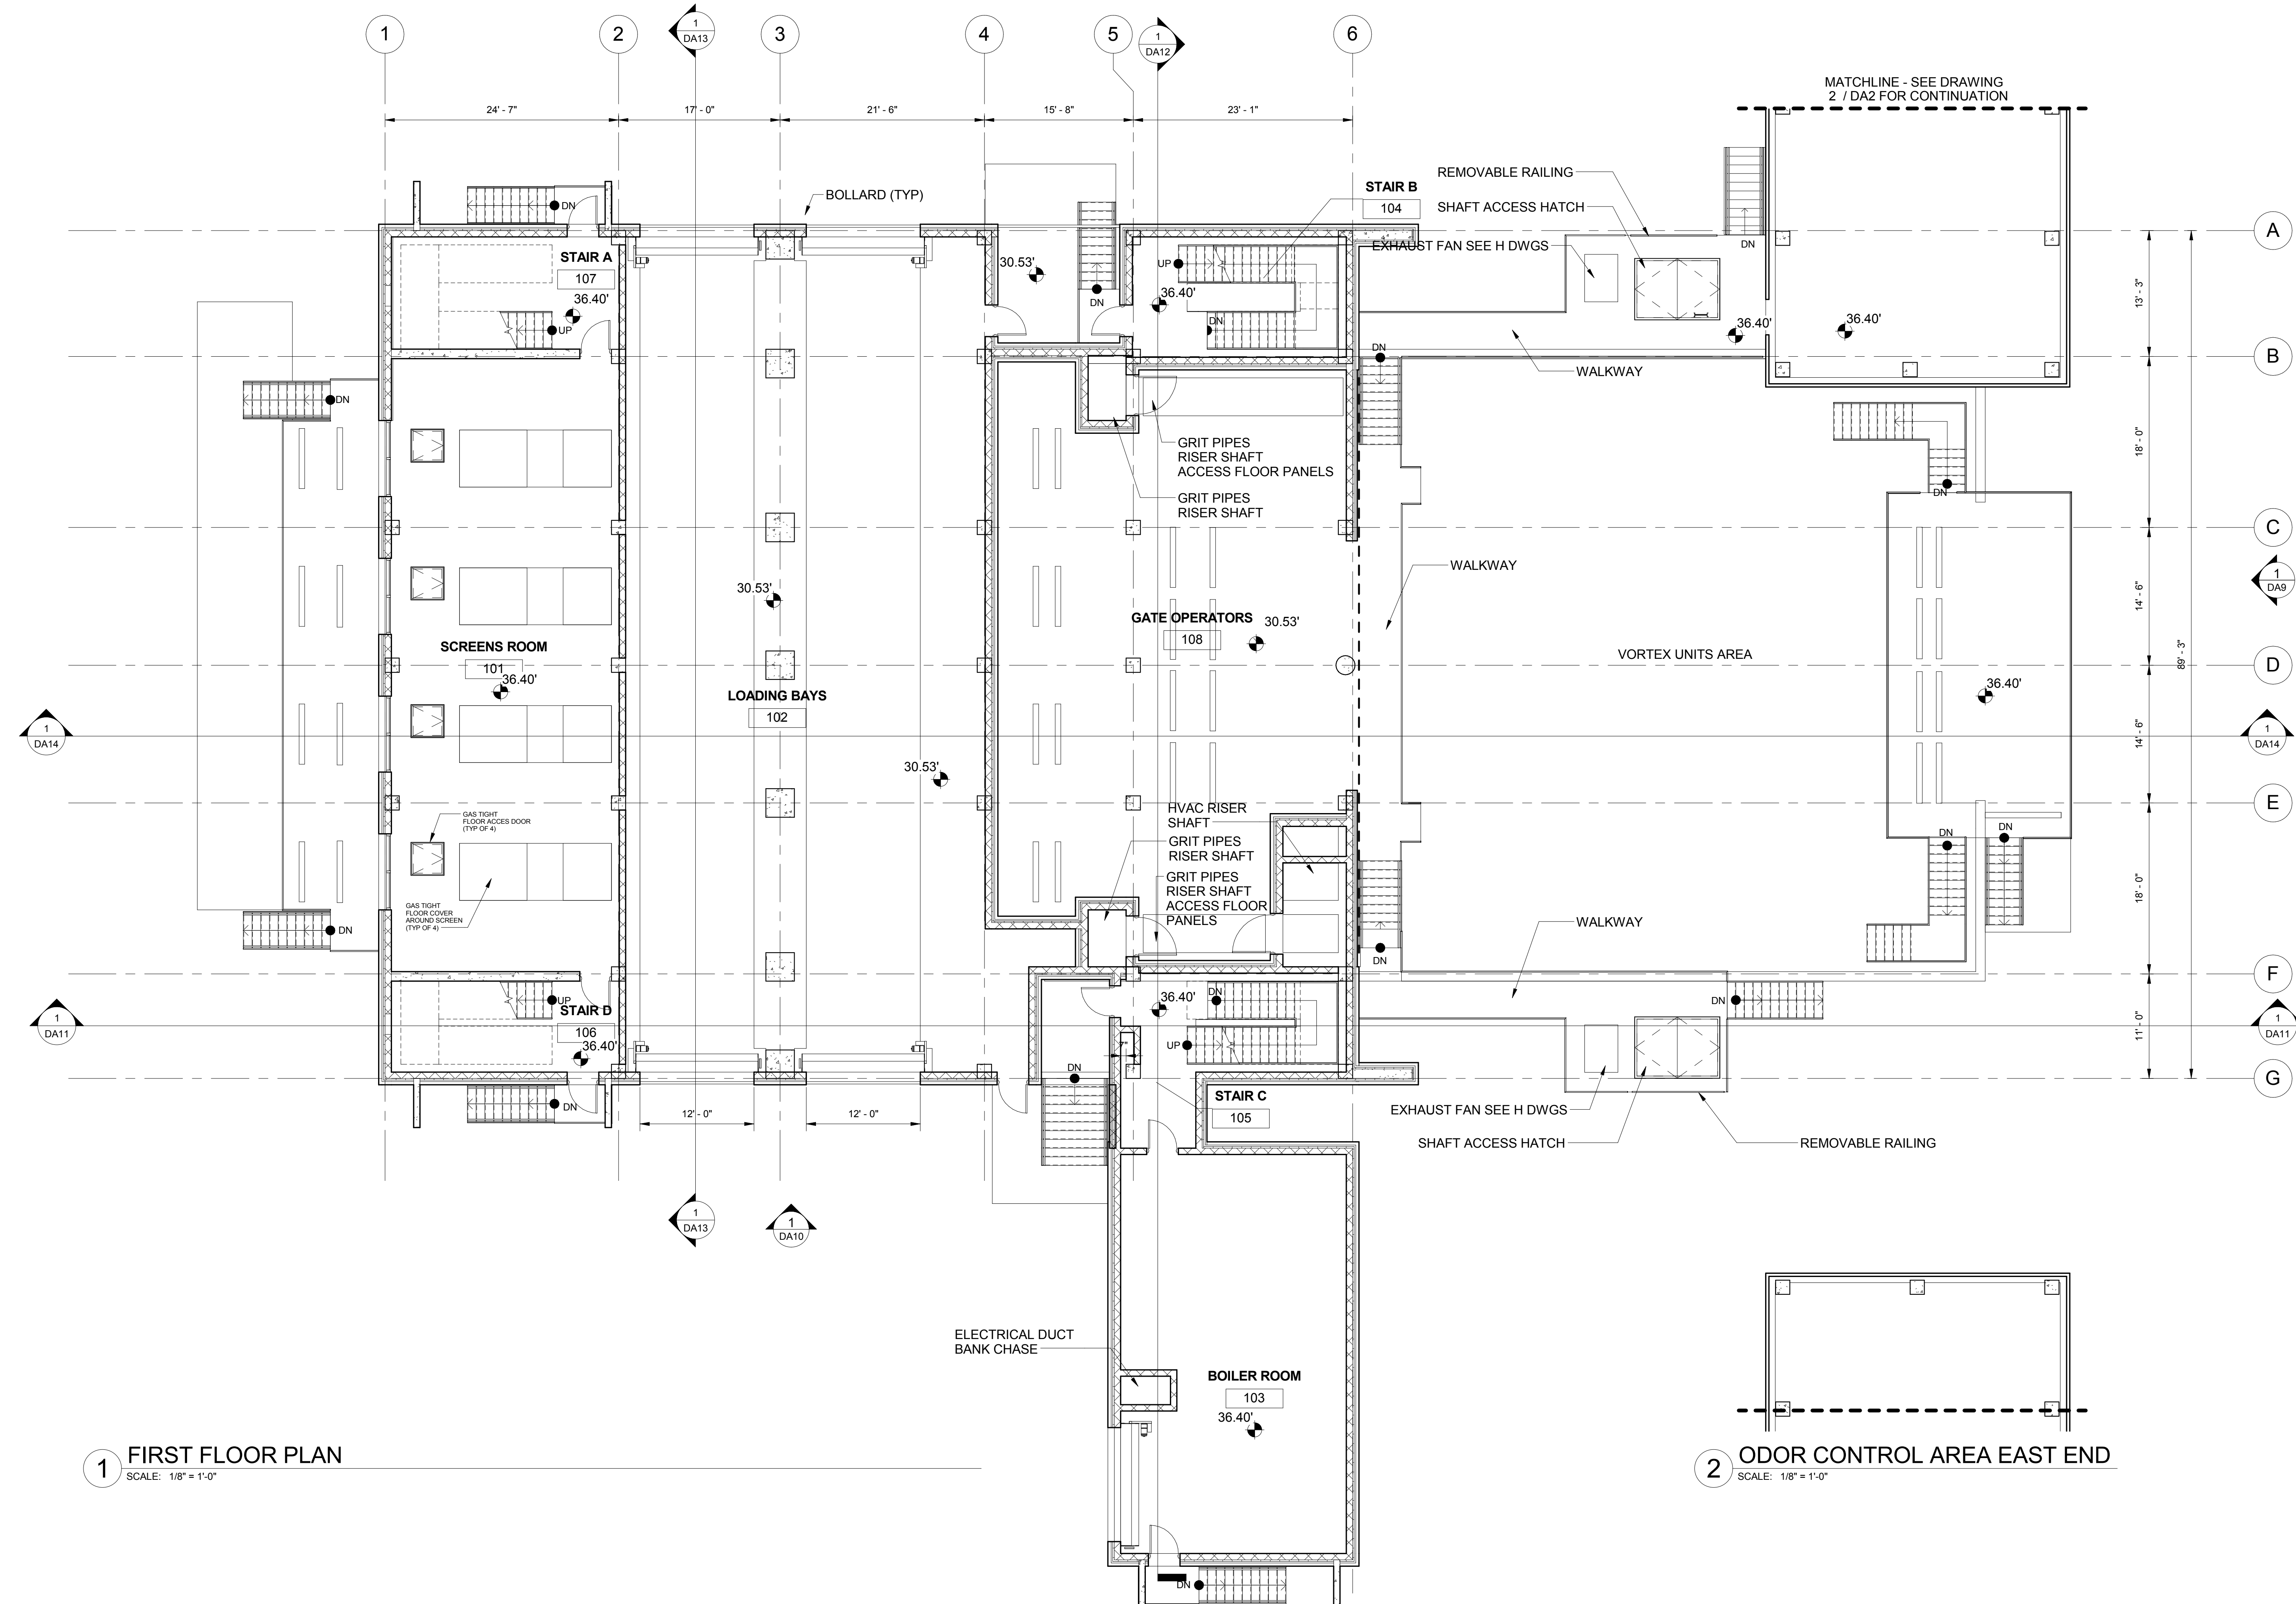 1
2
1
DA13
3
4
5
1
DA12
6
MATCHLINE - SEE DRAWING
2 / DA2 FOR CONTINUATION
24' - 7"
17' - 0"
21' - 6"
15' - 8"
23' - 1"
REMOVABLE RAILING
STAIR B
104
SHAFT ACCESS HATCH
BOLLARD (TYP)
DN
A
EXHAUST FAN SEE H DWGS
DN
STAIR A
107
36.40'
30.53'
UP
DN
36.40'
DN
UP
13' - 3"
36.40'
36.40'
DN
B
WALKWAY
DN
GRIT PIPES
RISER SHAFT
ACCESS FLOOR PANELS
18' - 0"
GRIT PIPES
RISER SHAFT
DN
C
WALKWAY
1
DA9
14' - 6"
30.53'
GATE OPERATORS
108
30.53'
SCREENS ROOM
101
36.40'
VORTEX UNITS AREA
89' - 3"
D
36.40'
LOADING BAYS
102
1
DA14
14' - 6"
1
DA14
30.53'
E
HVAC RISER
SHAFT
GAS TIGHT
FLOOR ACCES DOOR
(TYP OF 4)
DN
DN
GRIT PIPES
RISER SHAFT
GRIT PIPES
RISER SHAFT
ACCESS FLOOR
PANELS
18' - 0"
GAS TIGHT
FLOOR COVER
AROUND SCREEN
(TYP OF 4)
WALKWAY
DN
DN
F
UP
STAIR D
106
36.40'
36.40'
DN
DN
1
DA11
11' - 0"
1
DA11
7"
UP
DN
G
STAIR C
105
DN
12' - 0"
12' - 0"
EXHAUST FAN SEE H DWGS
SHAFT ACCESS HATCH
REMOVABLE RAILING
1
DA13
1
DA10
ELECTRICAL DUCT
BANK CHASE
BOILER ROOM
103
36.40'
1
FIRST FLOOR PLAN
SCALE: 1/8" = 1'-0"
2
ODOR CONTROL AREA EAST END
SCALE: 1/8" = 1'-0"
DN